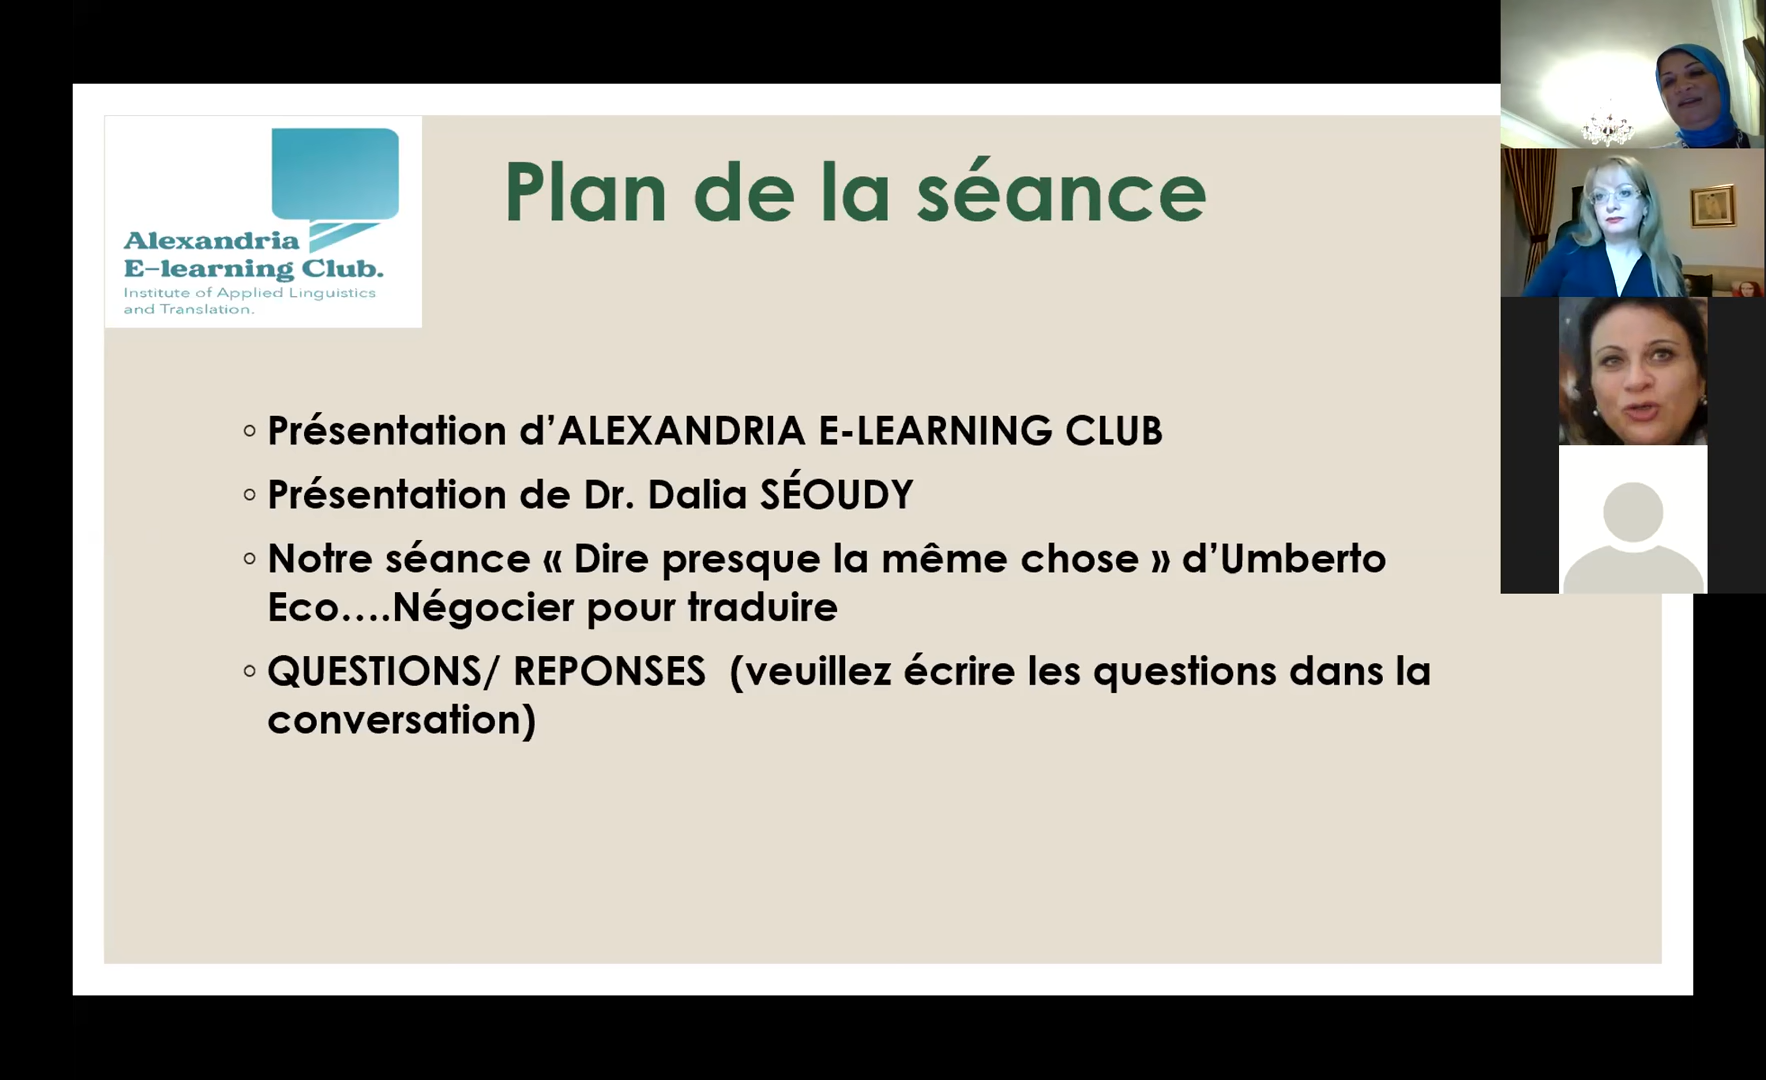 Alexandria
E-learning Club.
Institute of Applied Linguistics
and Translation.
Plan de la séance
Présentation d’ALEXANDRIA E-LEARNING CLUB
Présentation de Dr. Dalia SÉOUDY
Notre séance « Dire presque la même chose » d’Umberto
Eco….Négocier pour traduire
QUESTIONS/ REPONSES (veuillez écrire les questions dans la
conversation)